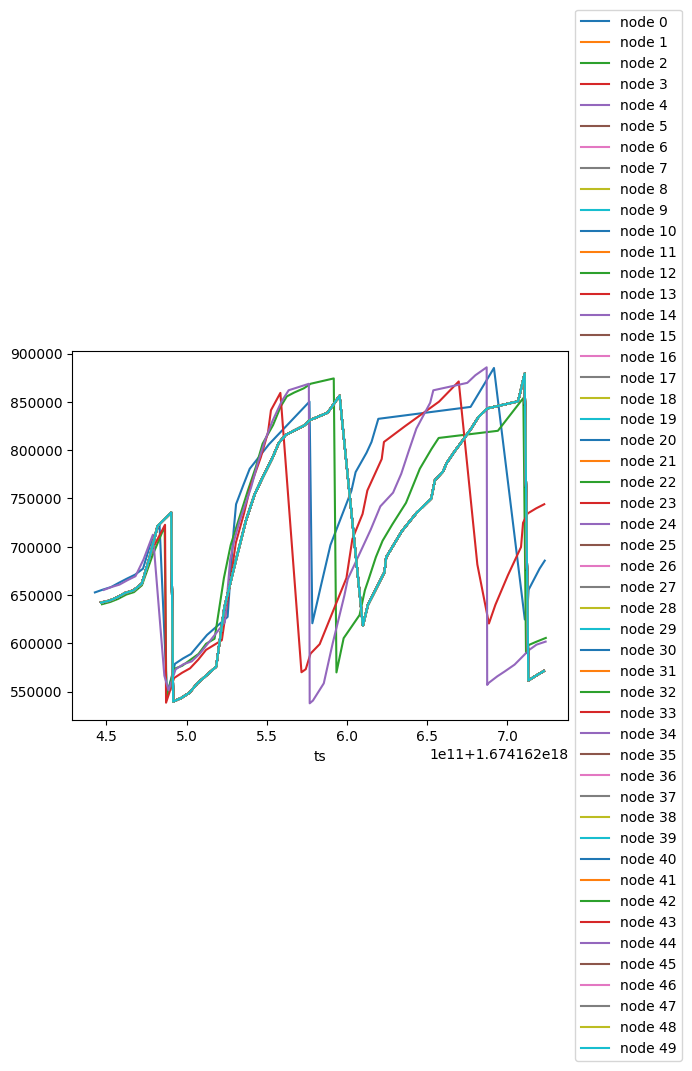 900000
850000
800000
750000
700000
650000
600000
550000
4.5 5.0 5.5 6.0 6.5 7.0
ts
1e11+1.674162e18
node 0
node 1
node 2
node 3
node 4
node 5
node 6
node 7
node 8
node 9
node 10
node 11
node 12
node 13
node 14
node 15
node 16
node 17
node 18
node 19
node 20
node 21
node 22
node 23
node 24
node 25
node 26
node 27
node 28
node 29
node 30
node 31
node 32
node 33
node 34
node 35
node 36
node 37
node 38
node 39
node 40
node 41
node 42
node 43
node 44
node 45
node 46
node 47
node 48
node 49